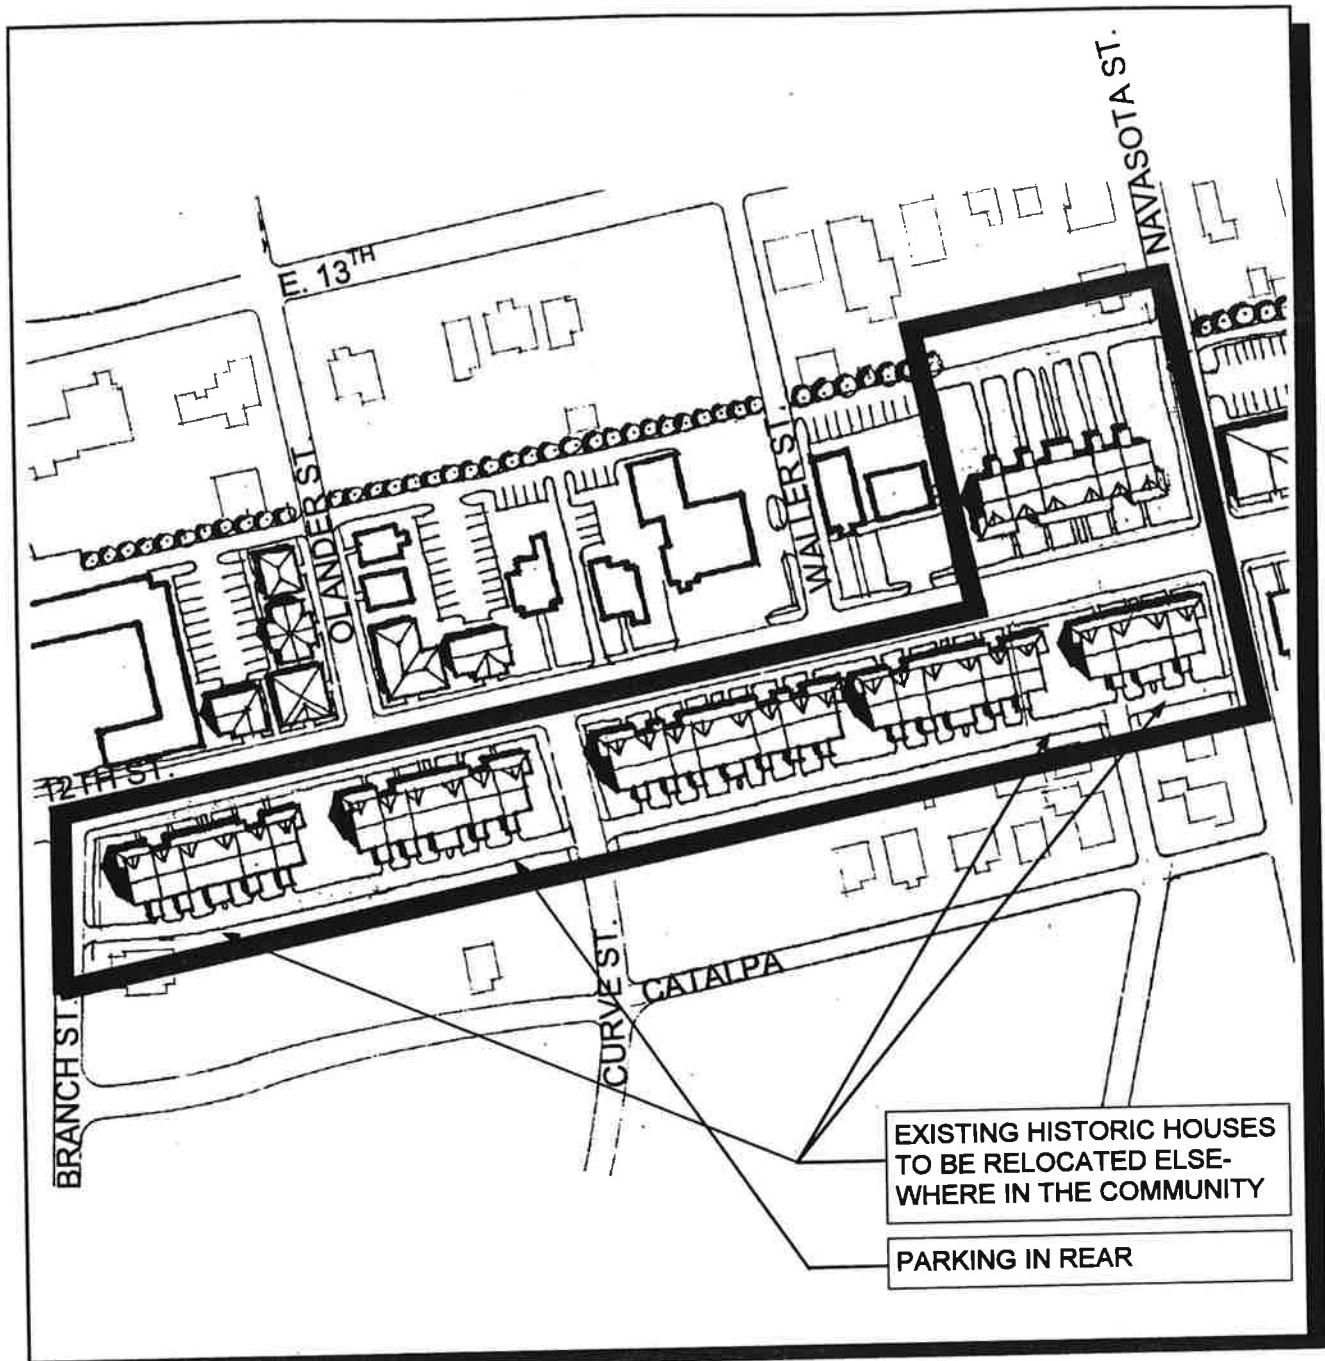 NAVASOTA ST.
E. 13TH
OLANDER ST.
WALLER ST.
12TH ST.
BRANCH ST.
CURVE ST.
CATALPA
EXISTING HISTORIC HOUSES
TO BE RELOCATED ELSE-
WHERE IN THE COMMUNITY
PARKING IN REAR